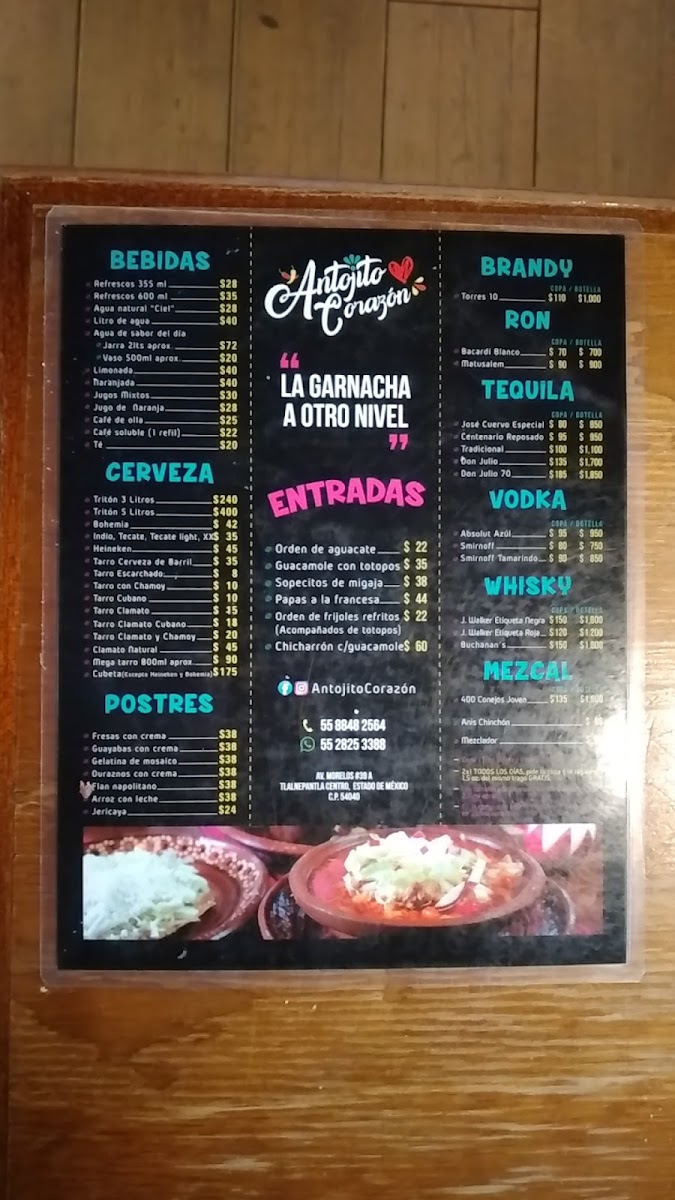 BEBIDAS
Refrescos 355 ml $28
Refrescos 600 ml $35
Agua natural "Ciel" $28
Litro de agua $40
Agua de sabor del día
Jarra 2lts aprox. $72
Vaso 500ml aprox. $20
Limonada $40
Naranjada $40
Jugos Mixtos $30
Jugo de Naranja $28
Café de olla $25
Café soluble (1 refil) $22
Té $20
CERVEZA
Tritón 3 Litros $240
Tritón 5 Litros $400
Bohemia $ 42
Indio, Tecate, Tecate light, XX $ 35
Heineken $ 45
Tarro Cerveza de Barril $ 35
Tarro Escarchado $ 8
Tarro con Chamoy $ 10
Tarro Cubano $ 10
Tarro Clamato $ 15
Tarro Clamato Cubano $ 18
Tarro Clamato y Chamoy $ 20
Clamato Natural $ 45
Mega tarro 800ml aprox $ 90
Cubeta (Excepto Heineken y Bohemia) $175
POSTRES
Fresas con crema $38
Guayabas con crema $38
Gelatina de mosaico $38
Duraznos con crema $38
Flan napolitano $38
Arroz con leche $38
Jericaya $24
Antojito
Corazón
“
LA GARNACHA
A OTRO NIVEL
”
ENTRADAS
Orden de aguacate $ 22
Guacamole con totopos $ 35
Sopecitos de migaja $ 38
Papas a la francesa $ 44
Orden de frijoles refritos $ 22
(Acompañados de totopos)
Chicharrón c/guacamole $ 60
AntojitoCorazón
55 8848 2564
55 2825 3388
AV. MORELOS #39 A
TLALNEPANTLA CENTRO, ESTADO DE MÉXICO
C.P. 54040
BRANDY
COPA / BOTELLA
Torres 10 $110 $1,000
RON
COPA / BOTELLA
Bacardi Blanco $ 70 $ 700
Matusalem $ 90 $ 900
TEQUILA
COPA / BOTELLA
José Cuervo Especial $ 80 $ 850
Centenario Reposado $ 95 $ 950
Tradicional $100 $1,100
Don Julio $135 $1,700
Don Julio 70 $185 $1,850
VODKA
COPA / BOTELLA
Absolut Azúl $ 95 $ 950
Smirnoff $ 80 $ 750
Smirnoff Tamarindo $ 90 $ 850
WHISKY
COPA / BOTELLA
J. Walker Etiqueta Negra $150
J. Walker Etiqueta Roja $120 $1,200
Buchanan's $150
MEZCAL
400 Conejos Joven $135
Anis Chinchón
Mezclador
2x1 TODOS LOS DÍAS, pide tu copa
1.5 oz. del mismo trago GRATIS.